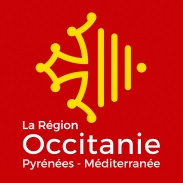 La Région
Occitanie
Pyrénées - Méditerranée